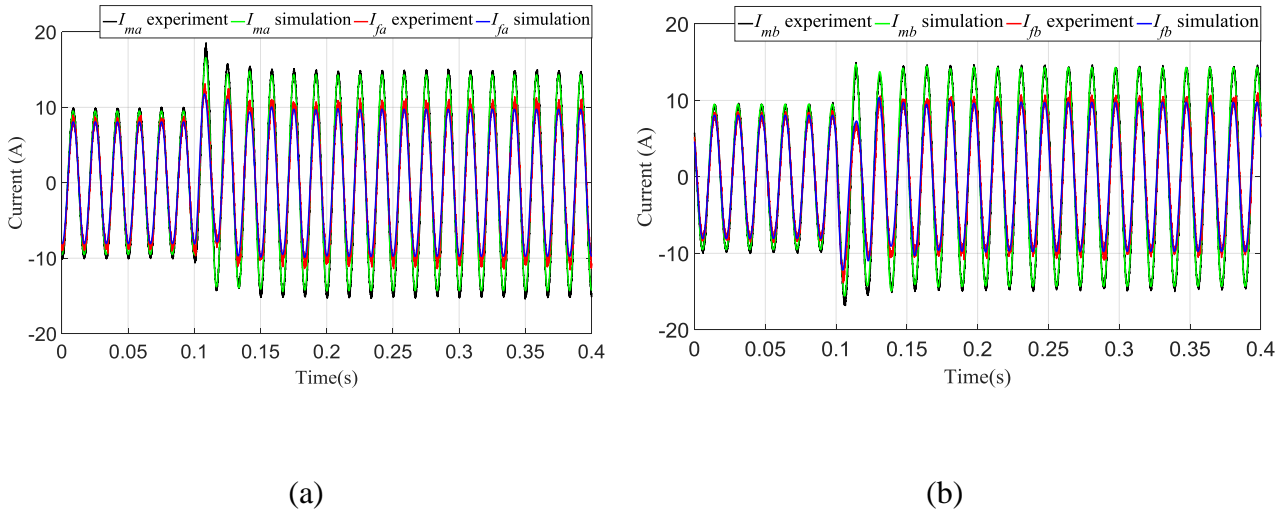 I_ma experiment I_ma simulation I_fa experiment I_fa simulation
20
10
0
-10
-20
Current (A)
0 0.05 0.1 0.15 0.2 0.25 0.3 0.35 0.4
Time(s)
(a)
I_mb experiment I_mb simulation I_fb experiment I_fb simulation
20
10
0
-10
-20
Current (A)
0 0.05 0.1 0.15 0.2 0.25 0.3 0.35 0.4
Time(s)
(b)